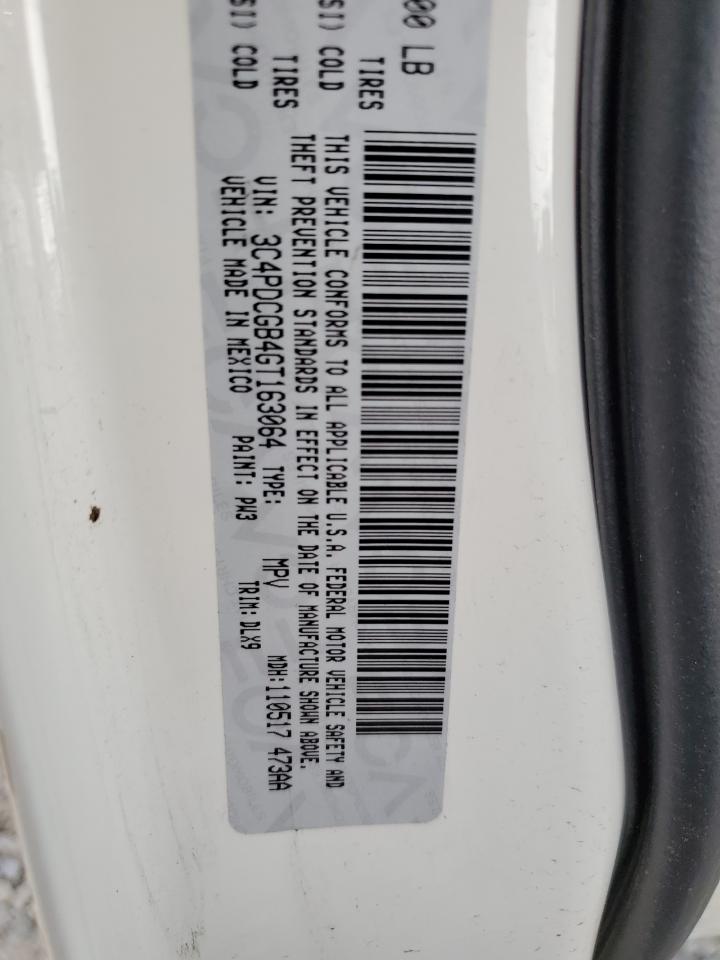 00 LB
TIRES
SI) COLD
TIRES
SI) COLD
THIS VEHICLE CONFORMS TO ALL APPLICABLE U.S.A. FEDERAL MOTOR VEHICLE SAFETY AND
THEFT PREVENTION STANDARDS IN EFFECT ON THE DATE OF MANUFACTURE SHOWN ABOVE.
VIN: 3C4PDCGB4GT163064 TYPE: MPV MDH:110517 473AA
VEHICLE MADE IN MEXICO PAINT: PW3 TRIM: DLX9